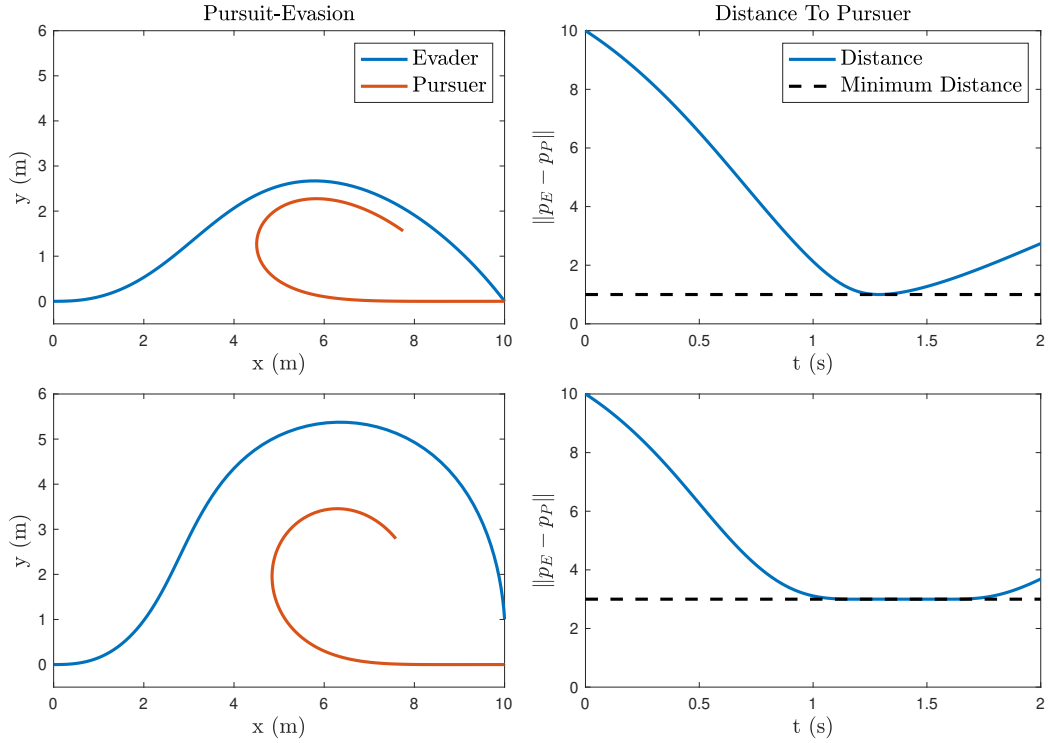 Pursuit-Evasion
Evader
Pursuer
6
5
4
3
2
1
0
y (m)
0 2 4 6 8 10
x (m)
Distance To Pursuer
Distance
Minimum Distance
10
8
6
4
2
0
||p_E − p_P||
0 0.5 1 1.5 2
t (s)
6
5
4
3
2
1
0
y (m)
0 2 4 6 8 10
x (m)
10
8
6
4
2
0
||p_E − p_P||
0 0.5 1 1.5 2
t (s)